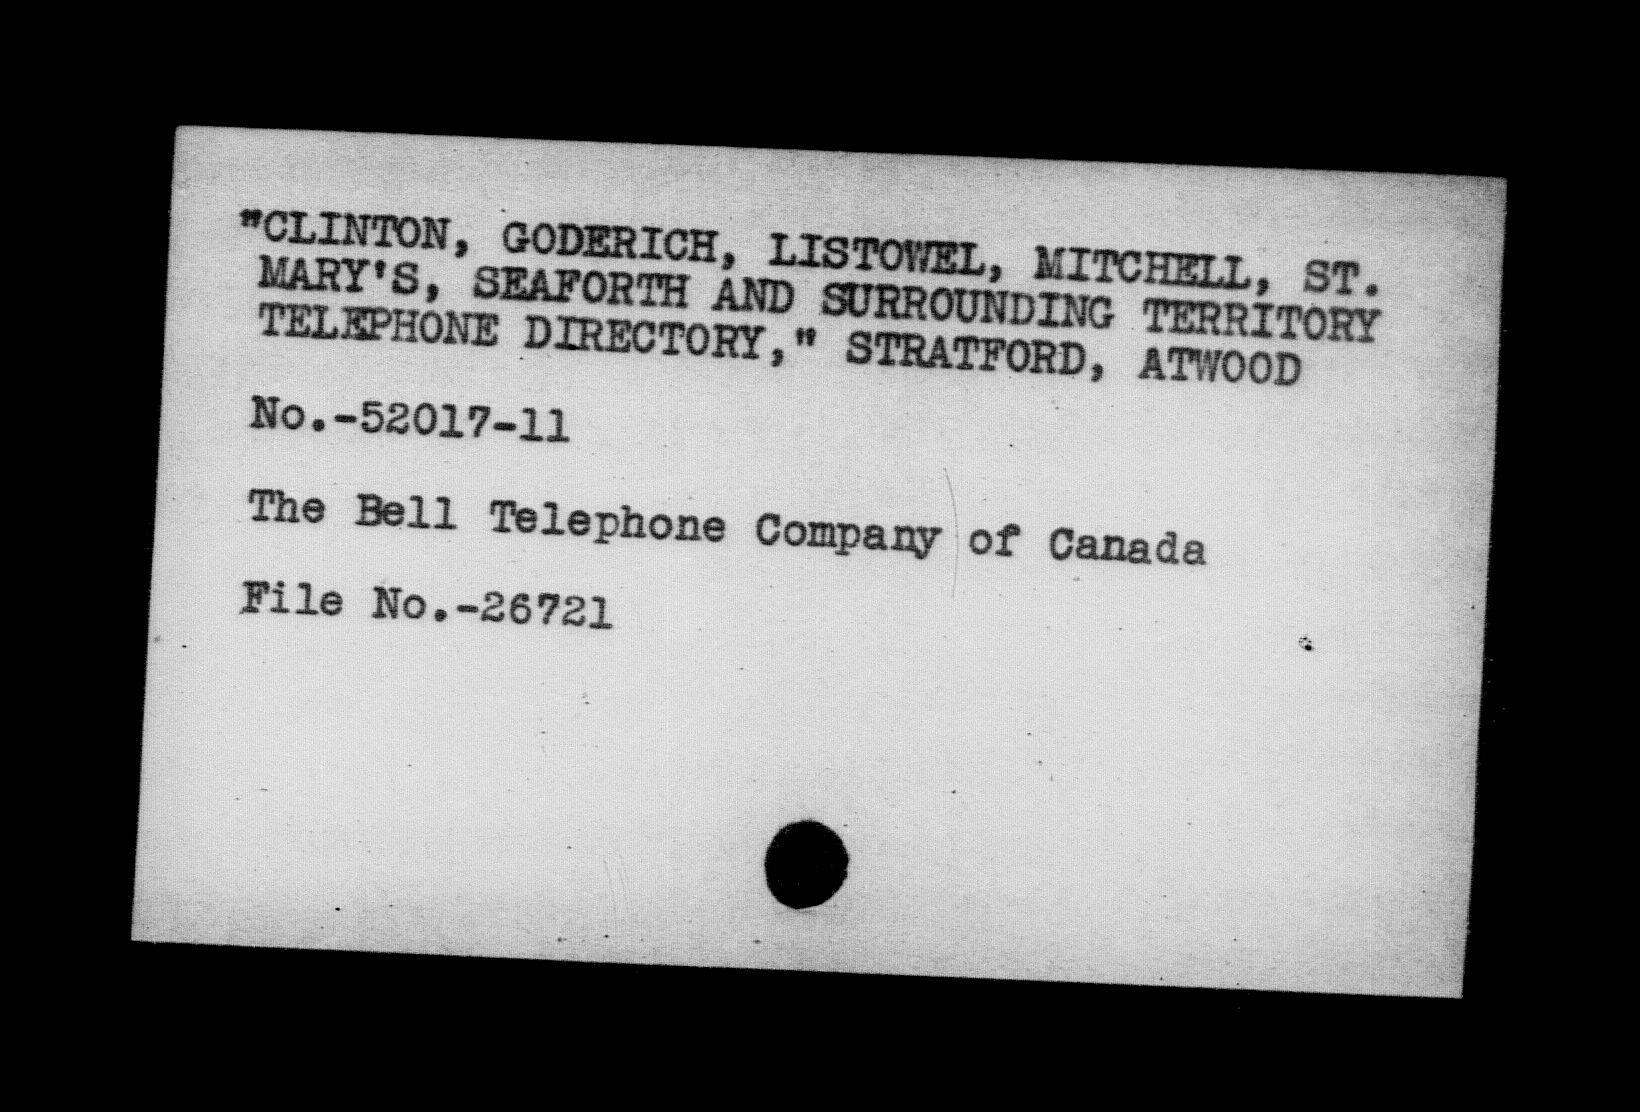 "CLINTON, GODERICH, LISTOWEL, MITCHELL, ST.
MARY'S, SEAFORTH AND SURROUNDING TERRITORY
TELEPHONE DIRECTORY," STRATFORD, ATWOOD
No.-52017-11
The Bell Telephone Company of Canada
File No.-26721